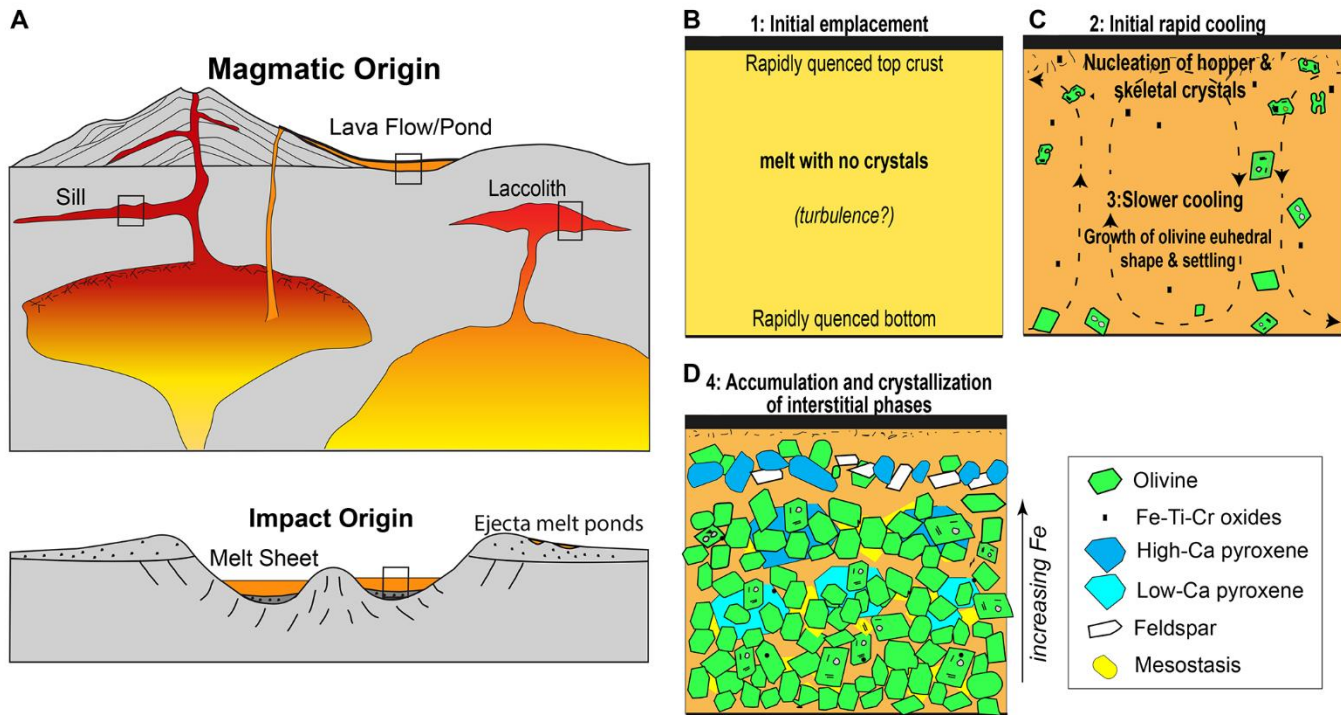 A
Magmatic Origin
Lava Flow/Pond
Sill
Laccolith
Impact Origin
Ejecta melt ponds
Melt Sheet
B
1: Initial emplacement
Rapidly quenched top crust
melt with no crystals
(turbulence?)
Rapidly quenched bottom
C
2: Initial rapid cooling
Nucleation of hopper &
skeletal crystals
3:Slower cooling
Growth of olivine euhedral
shape & settling
D
4: Accumulation and crystallization
of interstitial phases
increasing Fe
Olivine
Fe-Ti-Cr oxides
High-Ca pyroxene
Low-Ca pyroxene
Feldspar
Mesostasis